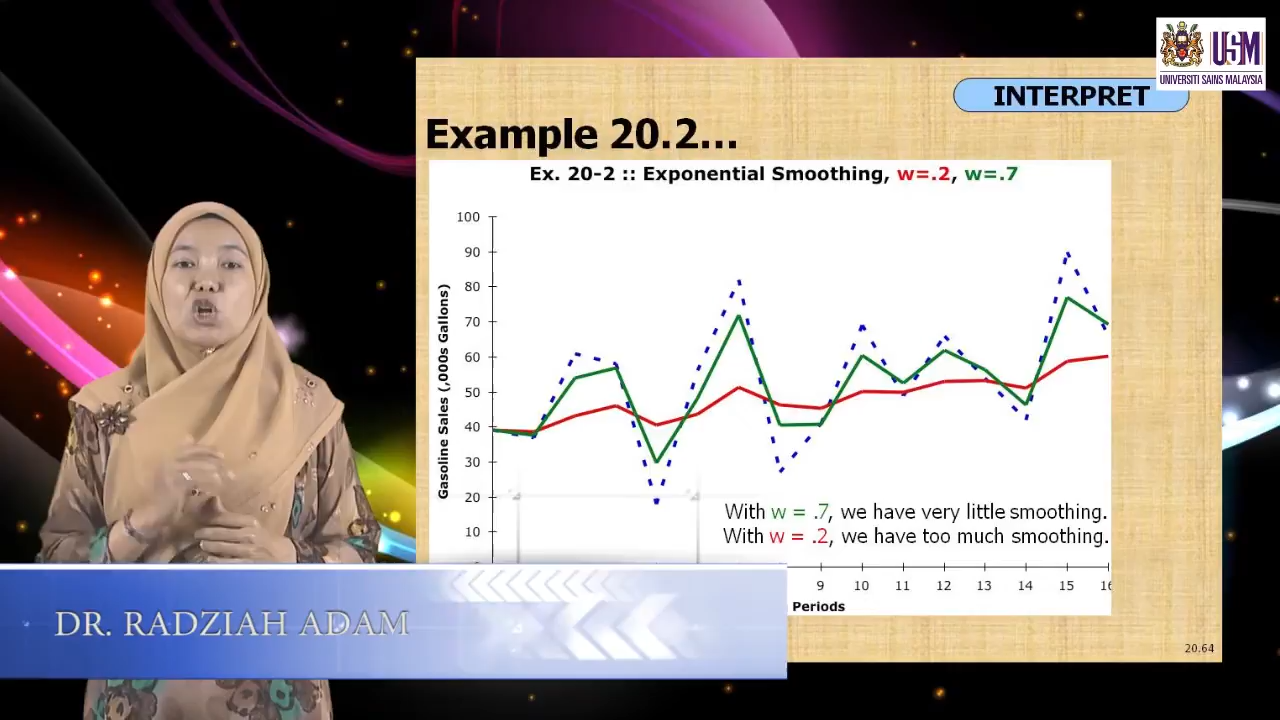 USM
UNIVERSITI SAINS MALAYSIA
INTERPRET
Example 20.2...
Ex. 20-2 :: Exponential Smoothing, w=.2, w=.7
Gasoline Sales (,000s Gallons)
100
90
80
70
60
50
40
30
20
10
With w = .7, we have very little smoothing.
With w = .2, we have too much smoothing.
9 10 11 12 13 14 15 16
Periods
20.64
DR. RADZIAH ADAM